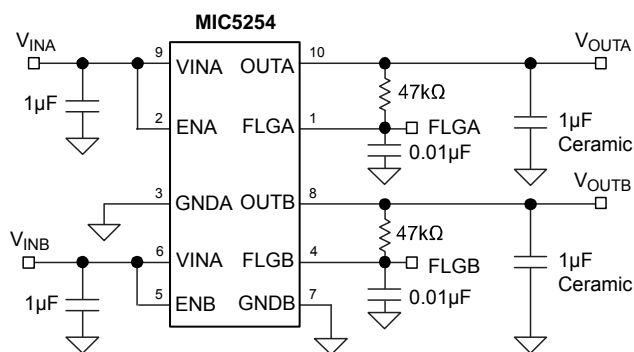 MIC5254
VINA
VOUTA
9
VINA
OUTA
10
1µF
47kΩ
2
ENA
FLGA
1
FLGA
0.01µF
1µF
Ceramic
3
GNDA
OUTB
8
VOUTB
VINB
6
VINA
47kΩ
FLGB
4
FLGB
1µF
5
ENB
GNDB
7
0.01µF
1µF
Ceramic